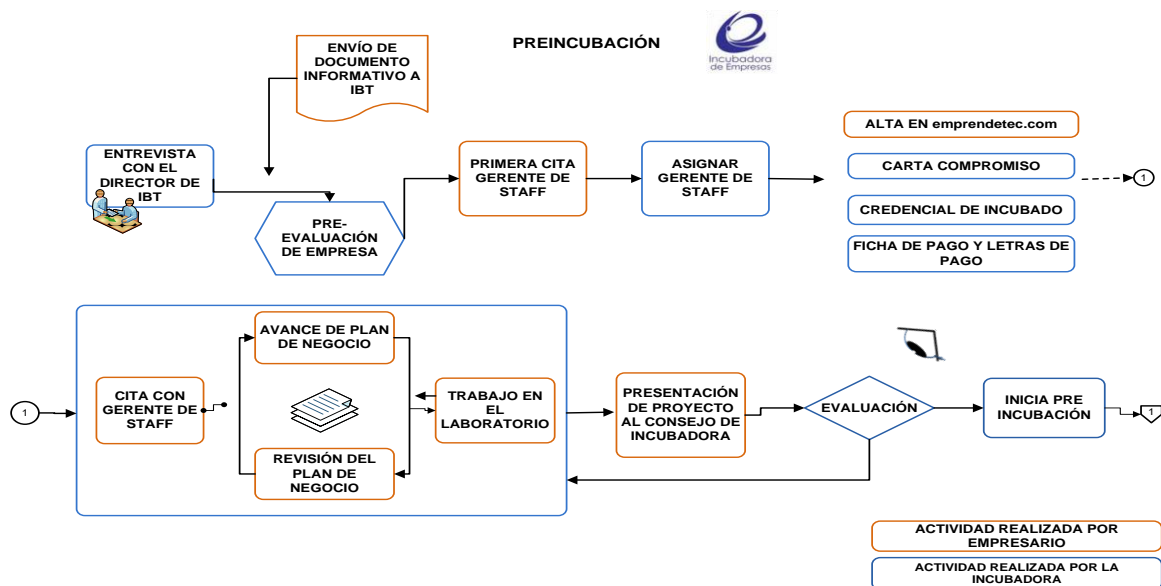 PREINCUBACIÓN
Incubadora
de Empresas
ENVÍO DE
DOCUMENTO
INFORMATIVO A
IBT
ENTREVISTA
CON EL
DIRECTOR DE
IBT
PRE-
EVALUACIÓN
DE EMPRESA
PRIMERA CITA
GERENTE DE
STAFF
ASIGNAR
GERENTE DE
STAFF
ALTA EN emprendetec.com
CARTA COMPROMISO
CREDENCIAL DE INCUBADO
FICHA DE PAGO Y LETRAS DE
PAGO
1
1
CITA CON
GERENTE DE
STAFF
AVANCE DE PLAN
DE NEGOCIO
REVISIÓN DEL
PLAN DE
NEGOCIO
TRABAJO EN
EL
LABORATORIO
PRESENTACIÓN
DE PROYECTO
AL CONSEJO DE
INCUBADORA
EVALUACIÓN
INICIA PRE
INCUBACIÓN
1
ACTIVIDAD REALIZADA POR
EMPRESARIO
ACTIVIDAD REALIZADA POR LA
INCUBADORA